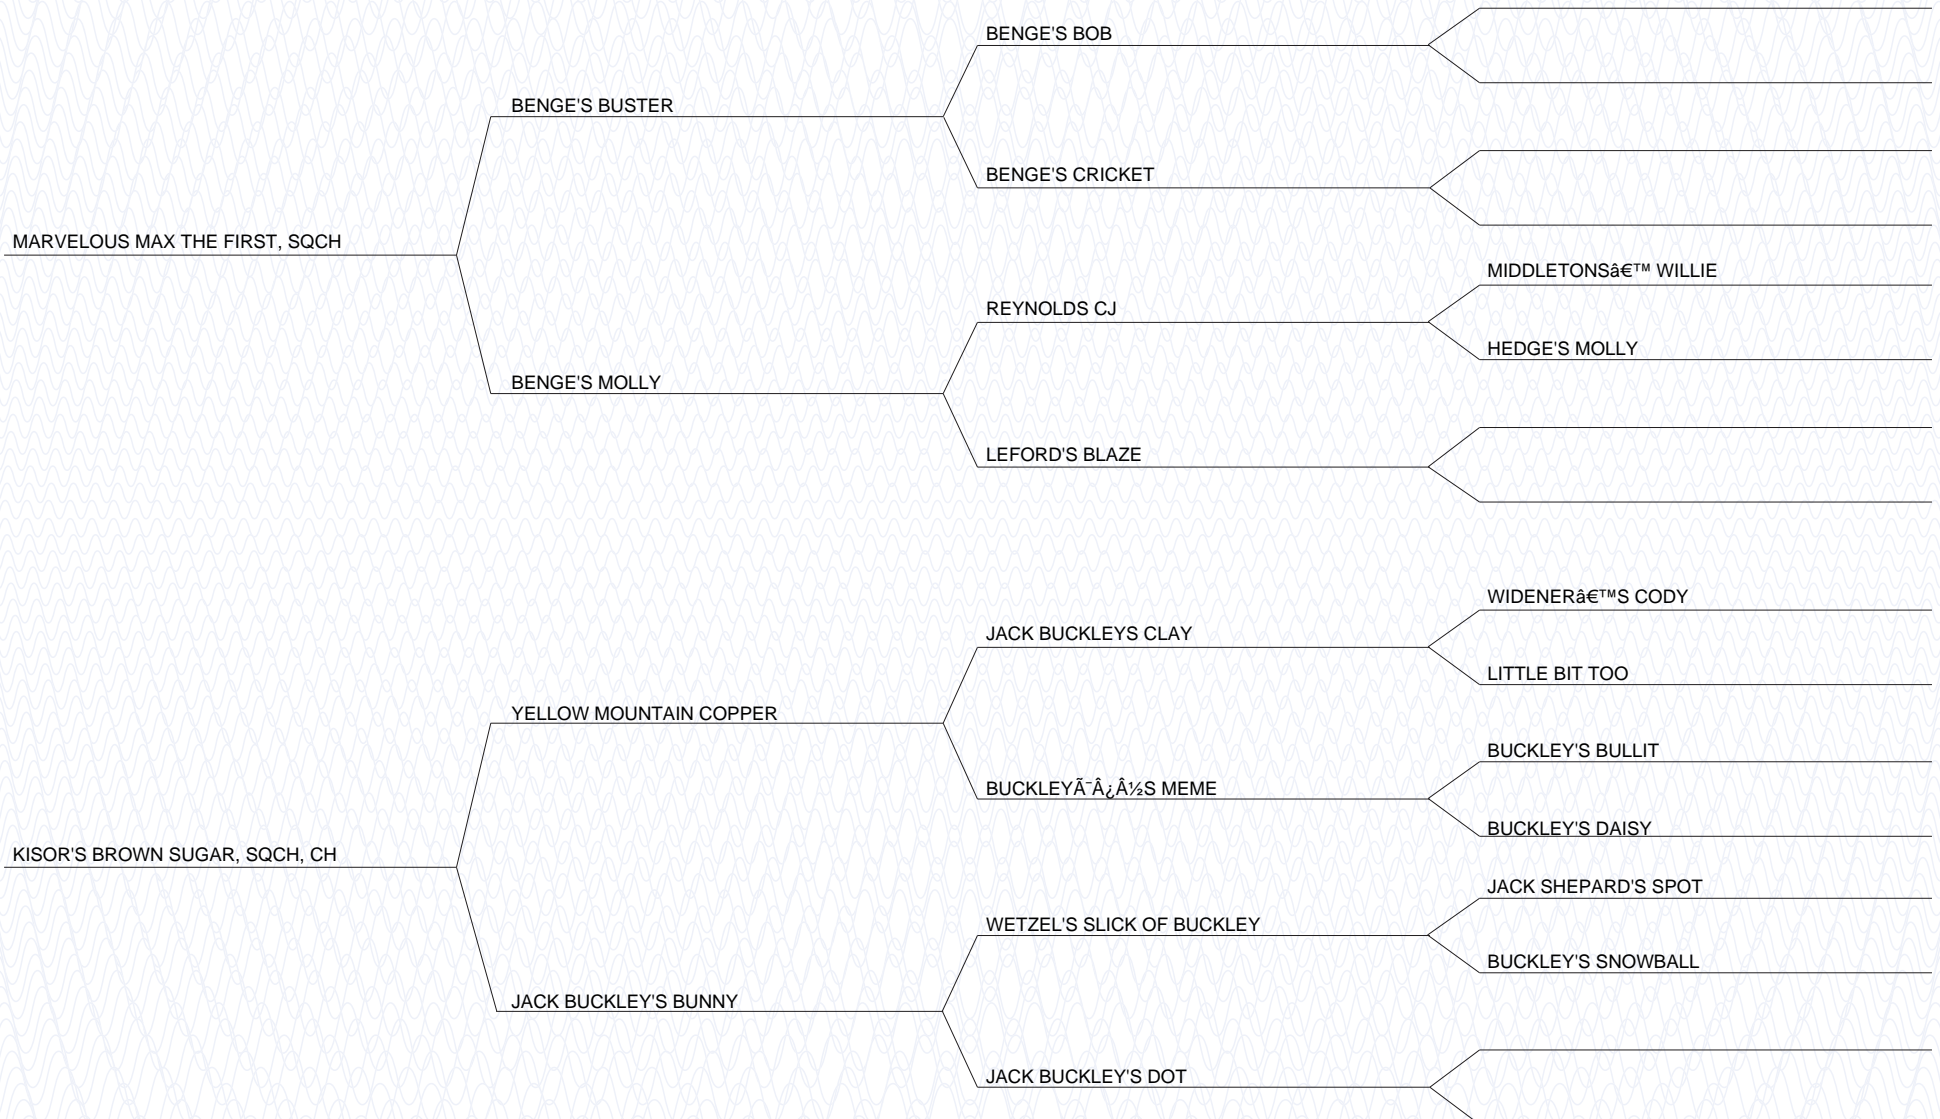 BENGE'S BOB
BENGE'S BUSTER
BENGE'S CRICKET
MARVELOUS MAX THE FIRST, SQCH
MIDDLETONSâ€™ WILLIE
REYNOLDS CJ
HEDGE'S MOLLY
BENGE'S MOLLY
LEFORD'S BLAZE
WIDENERâ€™S CODY
JACK BUCKLEYS CLAY
LITTLE BIT TOO
YELLOW MOUNTAIN COPPER
BUCKLEY'S BULLIT
BUCKLEYÃ¯Â¿Â½S MEME
BUCKLEY'S DAISY
KISOR'S BROWN SUGAR, SQCH, CH
JACK SHEPARD'S SPOT
WETZEL'S SLICK OF BUCKLEY
BUCKLEY'S SNOWBALL
JACK BUCKLEY'S BUNNY
JACK BUCKLEY'S DOT